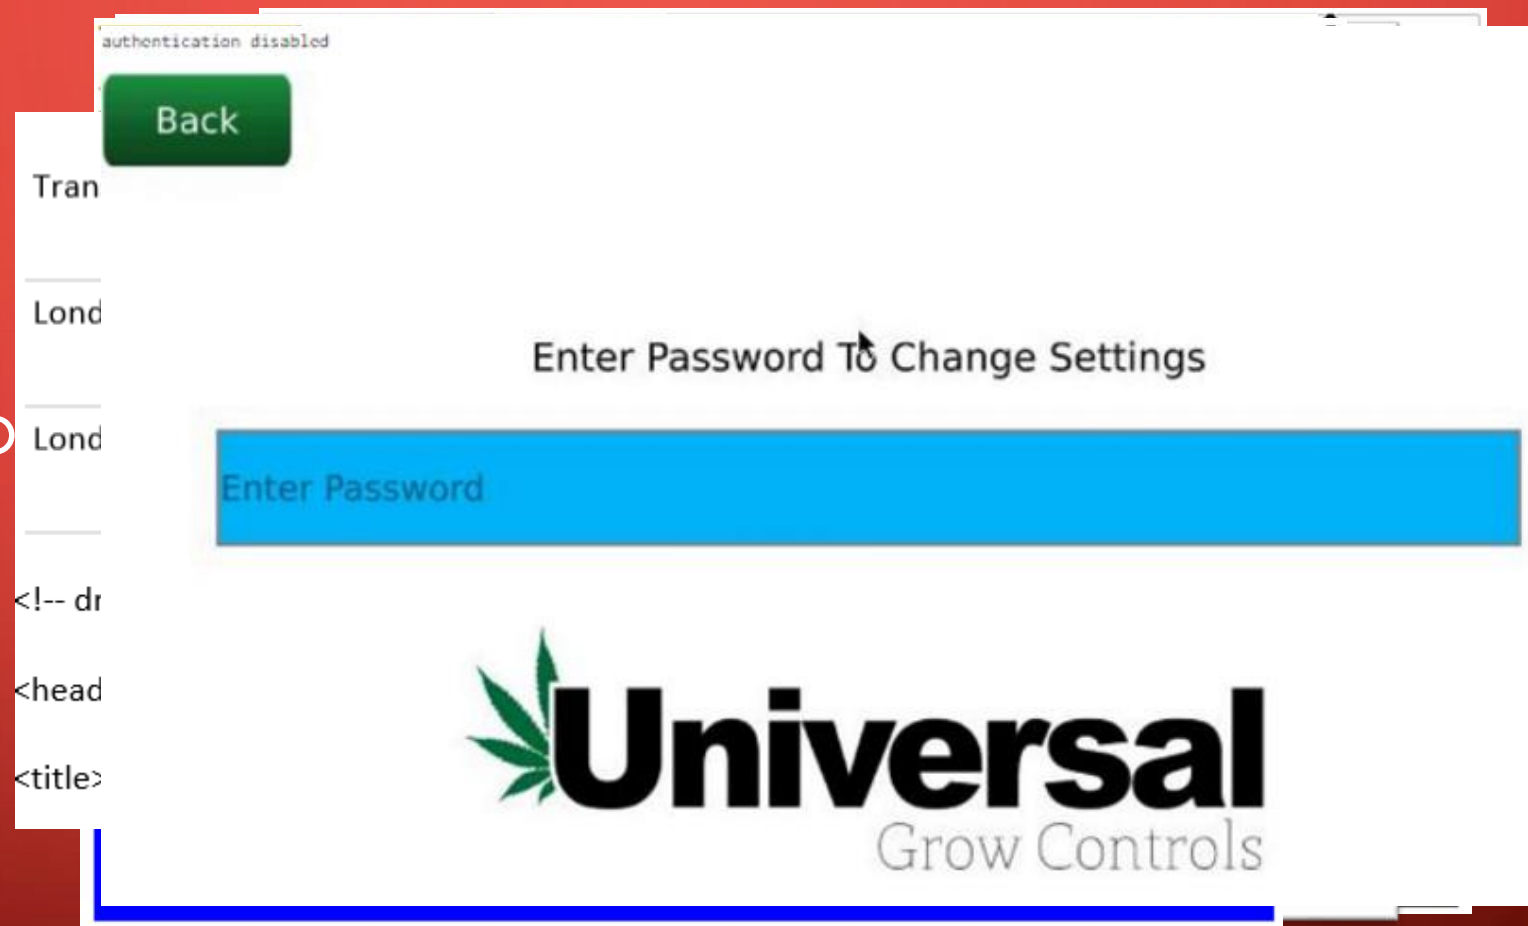 authentication disabled
Back
Tran
Lond
Enter Password To Change Settings
Lond
Enter Password
<!-- dr
<head
<title>
Universal
Grow Controls